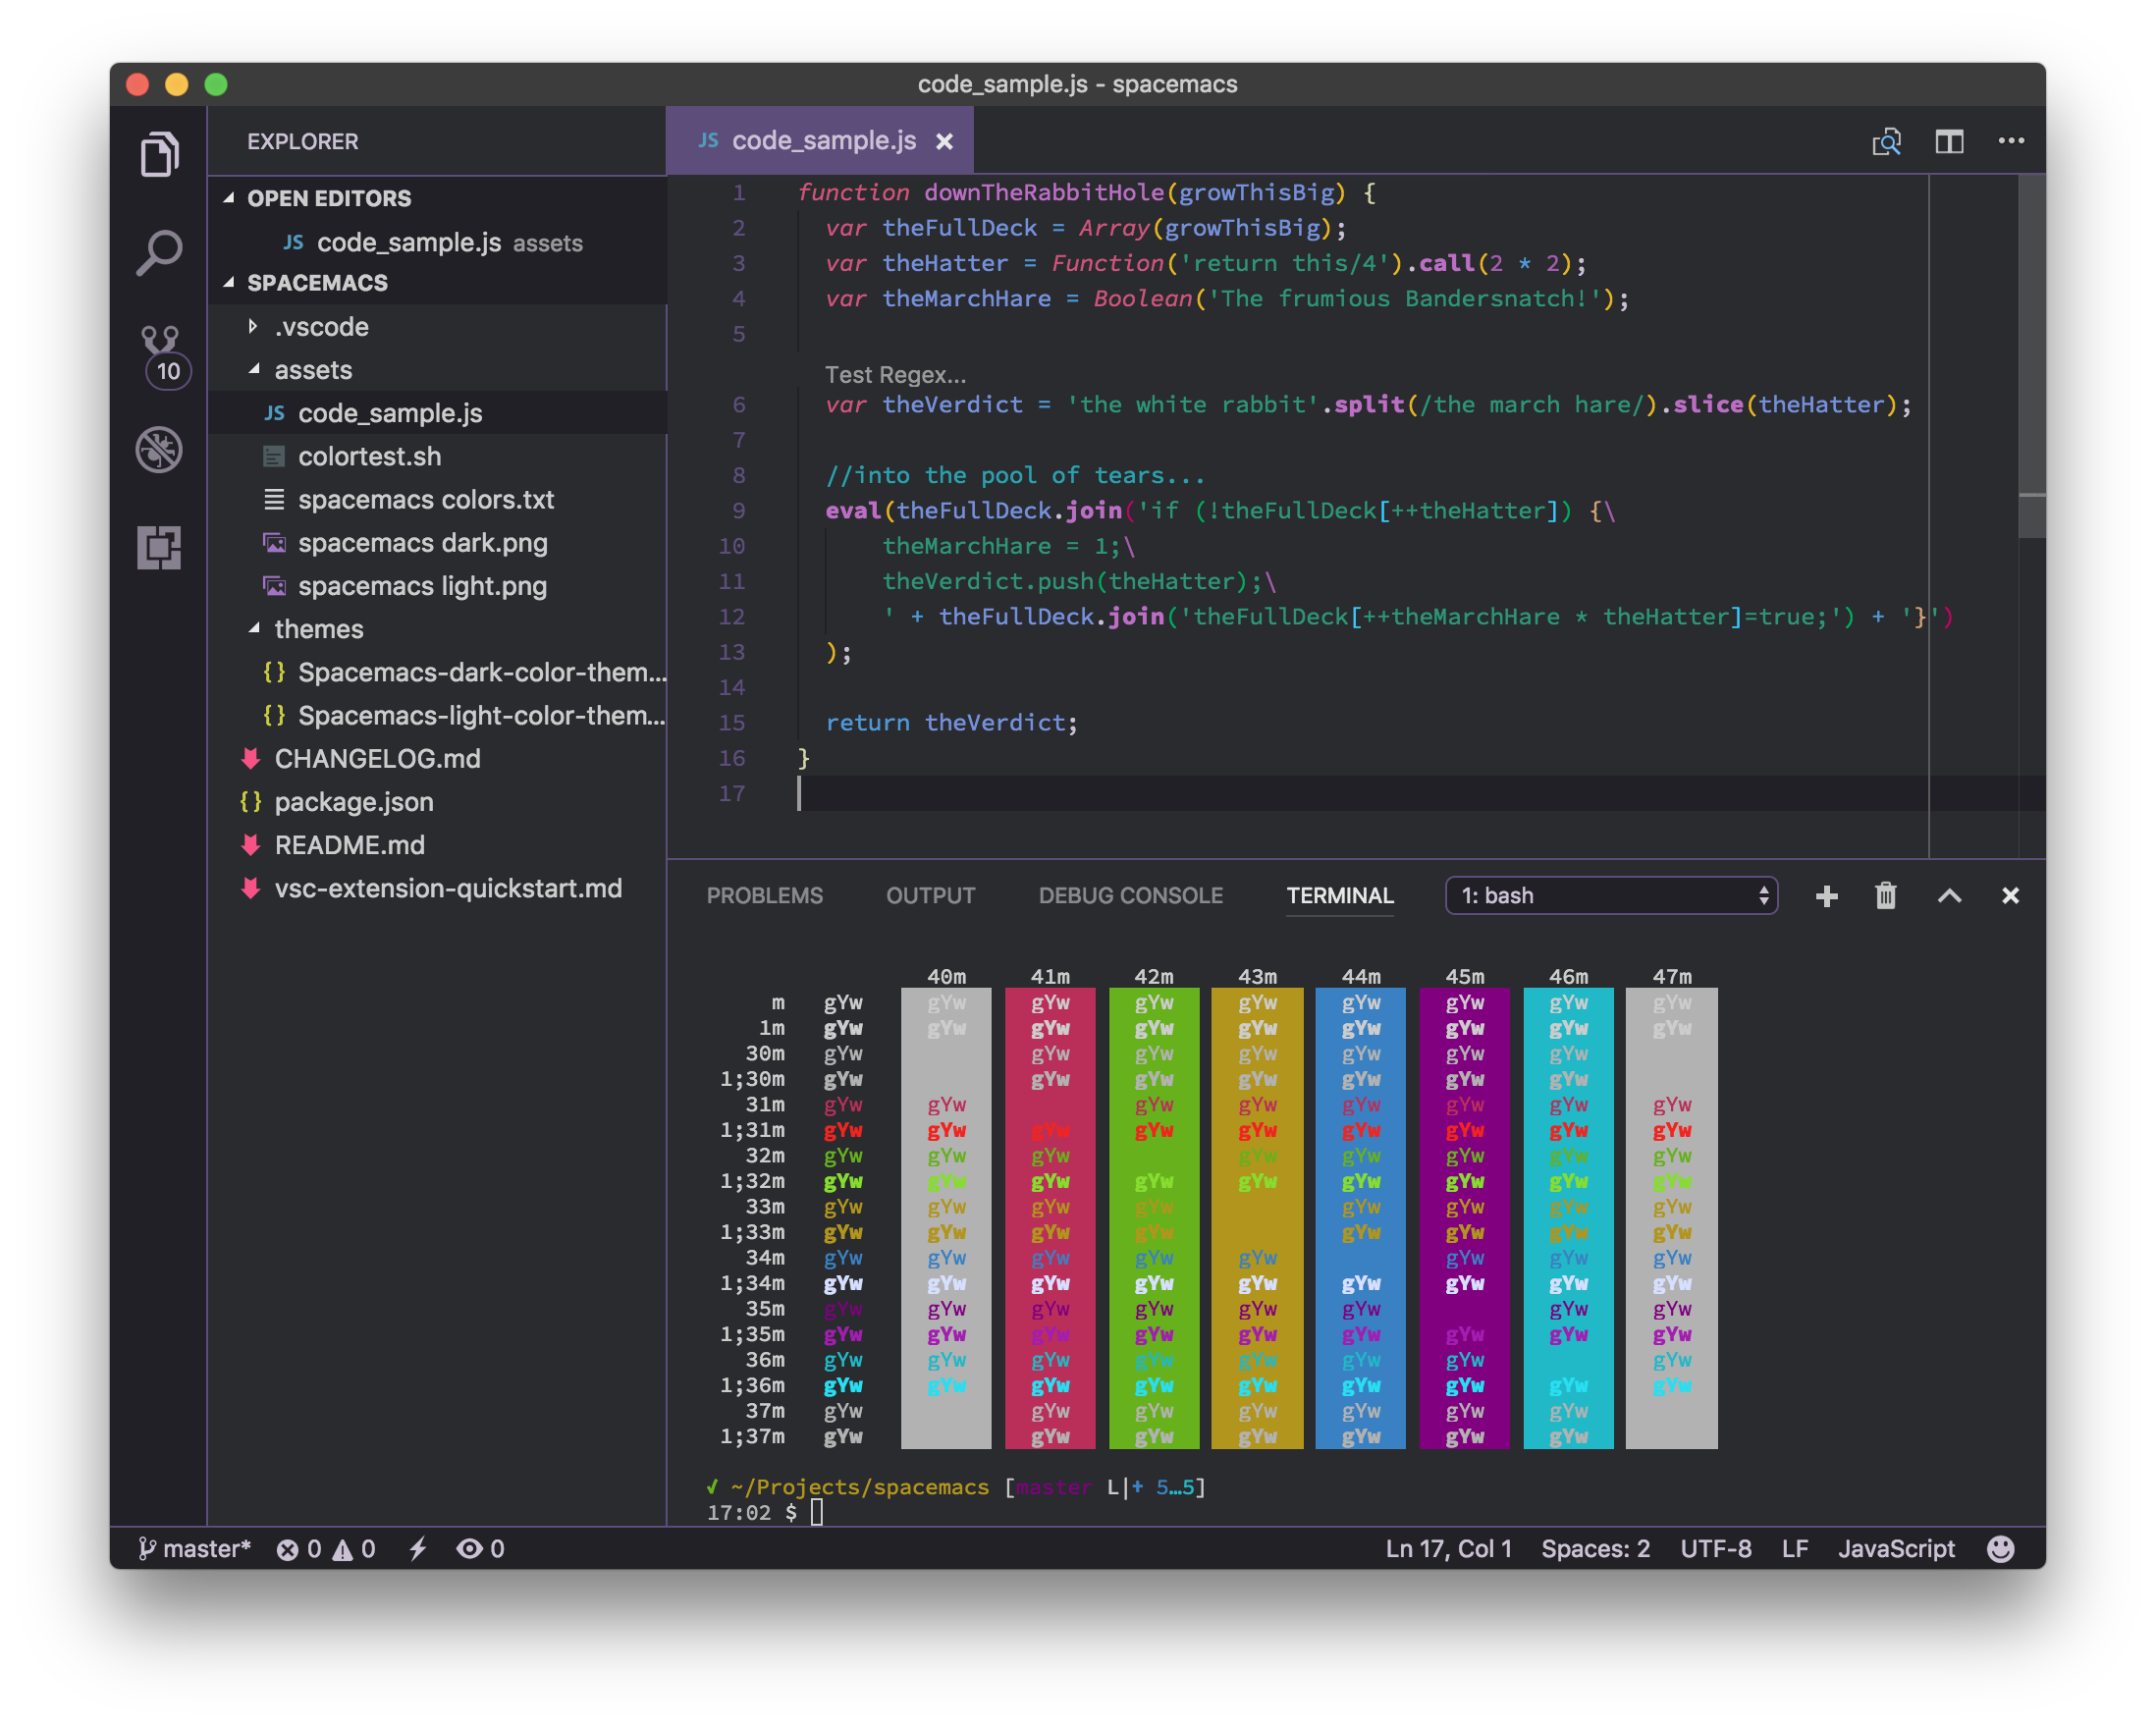 code_sample.js - spacemacs
EXPLORER
OPEN EDITORS
JS code_sample.js assets
SPACEMACS
.vscode
assets
JS code_sample.js
colortest.sh
spacemacs colors.txt
spacemacs dark.png
spacemacs light.png
themes
{} Spacemacs-dark-color-them...
{} Spacemacs-light-color-them...
CHANGELOG.md
{} package.json
README.md
vsc-extension-quickstart.md
10
JS code_sample.js
1 function downTheRabbitHole(growThisBig) {
2 var theFullDeck = Array(growThisBig);
3 var theHatter = Function('return this/4').call(2 * 2);
4 var theMarchHare = Boolean('The frumious Bandersnatch!');
5
Test Regex...
6 var theVerdict = 'the white rabbit'.split(/the march hare/).slice(theHatter);
7
8 //into the pool of tears...
9 eval(theFullDeck.join('if (!theFullDeck[++theHatter]) {\
10 theMarchHare = 1;\
11 theVerdict.push(theHatter);\
12 ' + theFullDeck.join('theFullDeck[++theMarchHare * theHatter]=true;') + '}')
13 );
14
15 return theVerdict;
16 }
17
PROBLEMS OUTPUT DEBUG CONSOLE TERMINAL 1: bash
40m 41m 42m 43m 44m 45m 46m 47m
m gYw gYw gYw gYw gYw gYw gYw gYw gYw
1m gYw gYw gYw gYw gYw gYw gYw gYw gYw
30m gYw gYw gYw gYw gYw gYw gYw
1;30m gYw gYw gYw gYw gYw gYw gYw
31m gYw gYw gYw gYw gYw gYw gYw gYw
1;31m gYw gYw gYw gYw gYw gYw gYw gYw gYw
32m gYw gYw gYw gYw gYw gYw gYw gYw
1;32m gYw gYw gYw gYw gYw gYw gYw gYw gYw
33m gYw gYw gYw gYw gYw gYw gYw gYw
1;33m gYw gYw gYw gYw gYw gYw gYw gYw
34m gYw gYw gYw gYw gYw gYw gYw gYw
1;34m gYw gYw gYw gYw gYw gYw gYw gYw gYw
35m gYw gYw gYw gYw gYw gYw gYw gYw
1;35m gYw gYw gYw gYw gYw gYw gYw gYw gYw
36m gYw gYw gYw gYw gYw gYw gYw gYw
1;36m gYw gYw gYw gYw gYw gYw gYw gYw gYw
37m gYw gYw gYw gYw gYw gYw gYw
1;37m gYw gYw gYw gYw gYw gYw gYw
✓ ~/Projects/spacemacs [master L|+ 5…5]
17:02 $
master* 0 0 0 Ln 17, Col 1 Spaces: 2 UTF-8 LF JavaScript